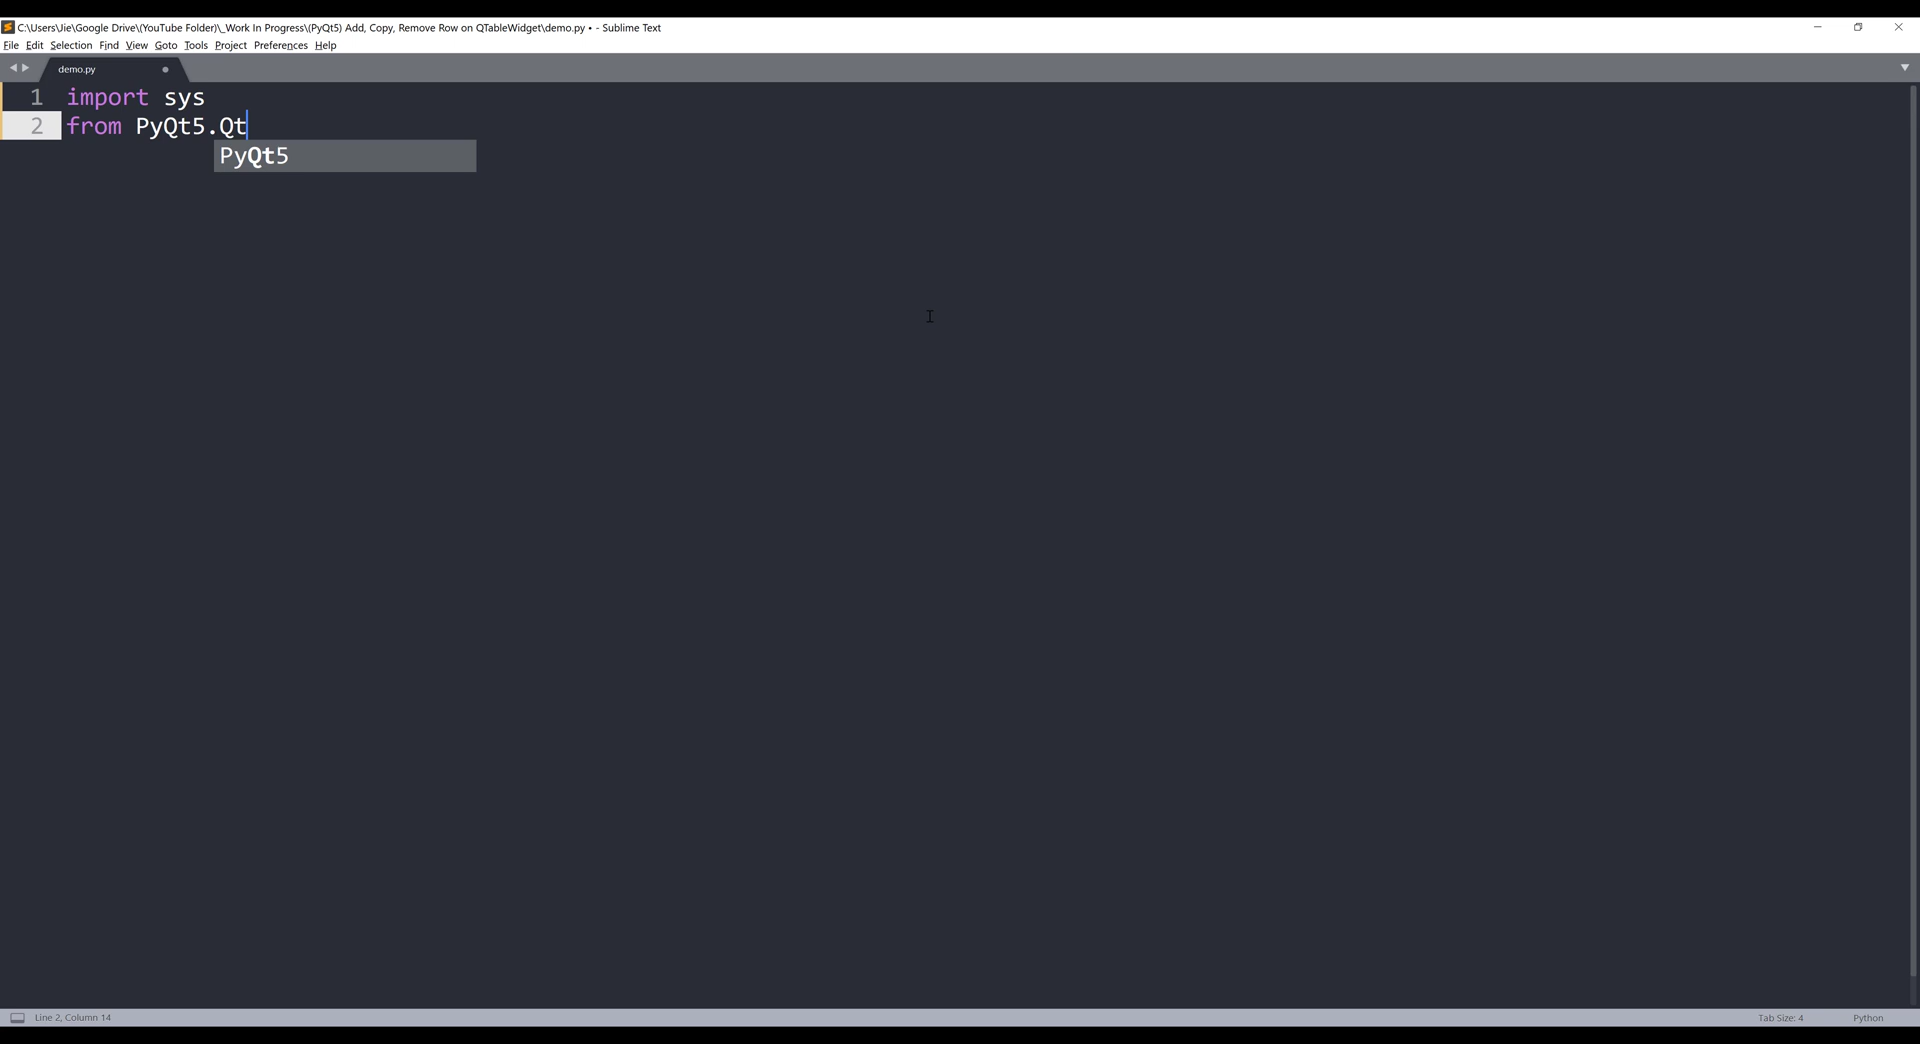 C:\Users\Jie\Google Drive\(YouTube Folder)\_Work In Progress\(PyQt5) Add, Copy, Remove Row on QTableWidget\demo.py • - Sublime Text
File Edit Selection Find View Goto Tools Project Preferences Help
demo.py
1 import sys
2 from PyQt5.Qt
PyQt5
Line 2, Column 14 Tab Size: 4 Python